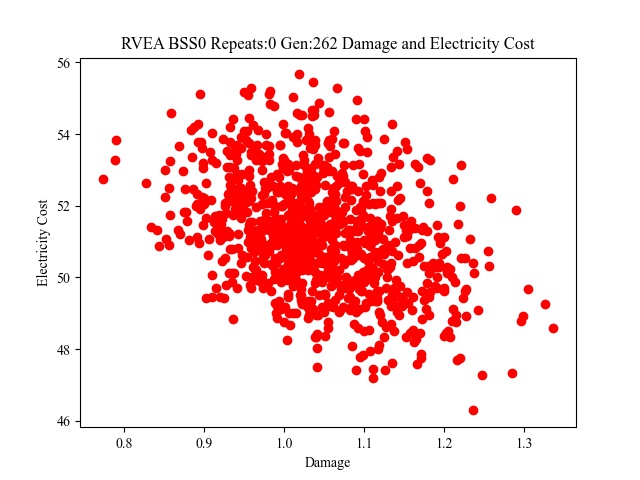 RVEA BSS0 Repeats:0 Gen:262 Damage and Electricity Cost
56
54
52
50
48
46
Electricity Cost
0.8 0.9 1.0 1.1 1.2 1.3
Damage